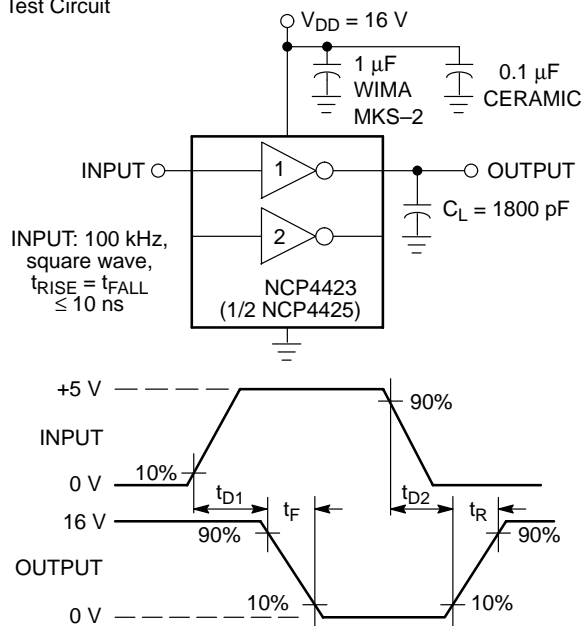 Test Circuit
V_DD = 16 V
1 μF
WIMA
MKS–2
0.1 μF
CERAMIC
INPUT
1
OUTPUT
C_L = 1800 pF
2
INPUT: 100 kHz,
square wave,
t_RISE = t_FALL
≤ 10 ns
NCP4423
(1/2 NCP4425)
+5 V
90%
INPUT
10%
0 V
t_D1
t_F
t_D2
t_R
16 V
90%
90%
OUTPUT
10%
10%
0 V